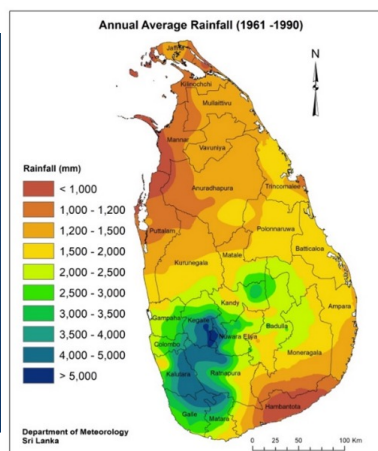 Annual Average Rainfall (1961 -1990)
N
Jaffna
Kilinochchi
Mullaittivu
Mannar
Vavuniya
Anuradhapura
Trincomalee
Rainfall (mm)
< 1,000
1,000 - 1,200
1,200 - 1,500
1,500 - 2,000
2,000 - 2,500
2,500 - 3,000
3,000 - 3,500
3,500 - 4,000
4,000 - 5,000
> 5,000
Puttalam
Polonnaruwa
Matale
Batticaloa
Kurunegala
Kandy
Ampara
Gampaha
Kegalle
Nuwara Eliya
Badulla
Colombo
Moneragala
Kalutara
Ratnapura
Hambantota
Galle
Matara
Department of Meteorology
Sri Lanka
0 25 50 100 Km